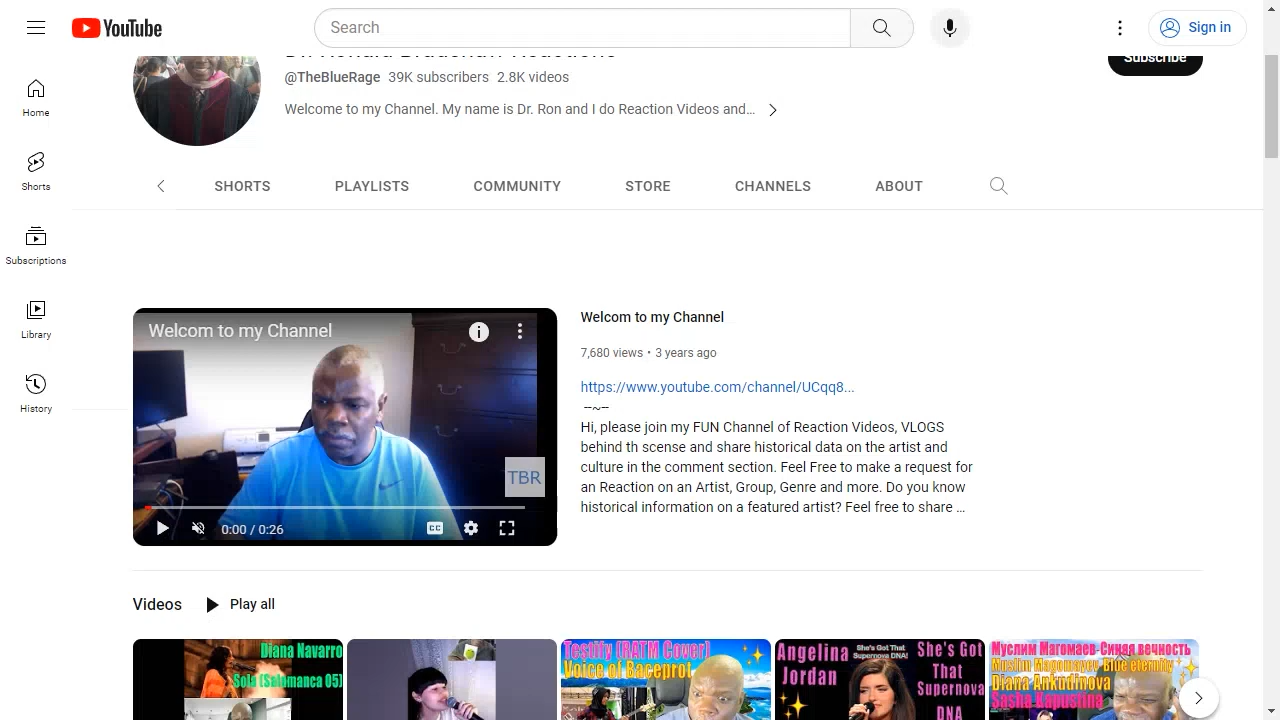 YouTube
Search
Sign in
Subscribe
@TheBlueRage 39K subscribers 2.8K videos
Welcome to my Channel. My name is Dr. Ron and I do Reaction Videos and...
Home
Shorts
Subscriptions
Library
History
SHORTS PLAYLISTS COMMUNITY STORE CHANNELS ABOUT
Welcom to my Channel
TBR
0:00 / 0:26
CC
Welcom to my Channel
7,680 views • 3 years ago
https://www.youtube.com/channel/UCqq8...
--~--
Hi, please join my FUN Channel of Reaction Videos, VLOGS
behind th scense and share historical data on the artist and
culture in the comment section. Feel Free to make a request for
an Reaction on an Artist, Group, Genre and more. Do you know
historical information on a featured artist? Feel free to share ...
Videos Play all
Diana Navarro
Sola (Salamanca 05)
Testify (RATM Cover)
Voice of Baceprot
Angelina
Jordan
She's Got That
Supernova DNA!
She's Got
That
Supernova
DNA
Муслим Магомаев-Синяя вечность
Muslim Magomayev-Blue eternity
Diana Ankudinova
Sasha Kapustina